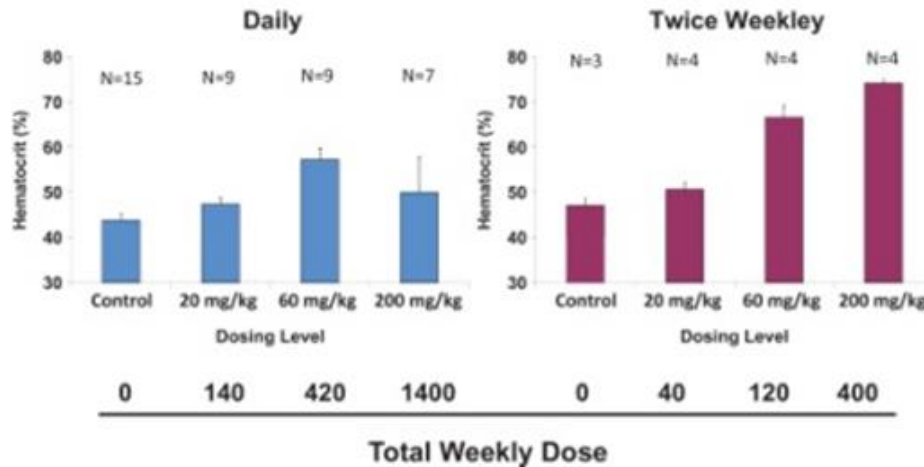 Daily
80
70
60
50
40
30
Hematocrit (%)
N=15 N=9 N=9 N=7
Control 20 mg/kg 60 mg/kg 200 mg/kg
Dosing Level
Twice Weekley
80
70
60
50
40
30
Hematocrit (%)
N=3 N=4 N=4 N=4
Control 20 mg/kg 60 mg/kg 200 mg/kg
Dosing Level
0 140 420 1400 0 40 120 400
Total Weekly Dose